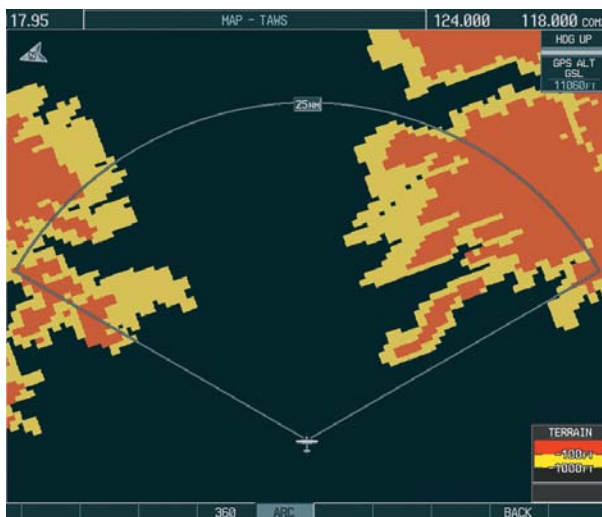 17.95 MAP – TAWS 124.000 118.000 COM
HDG UP
GPS ALT
GSL
11060FT
25NM
TERRAIN
-100FT
-1000FT
360 ARC BACK